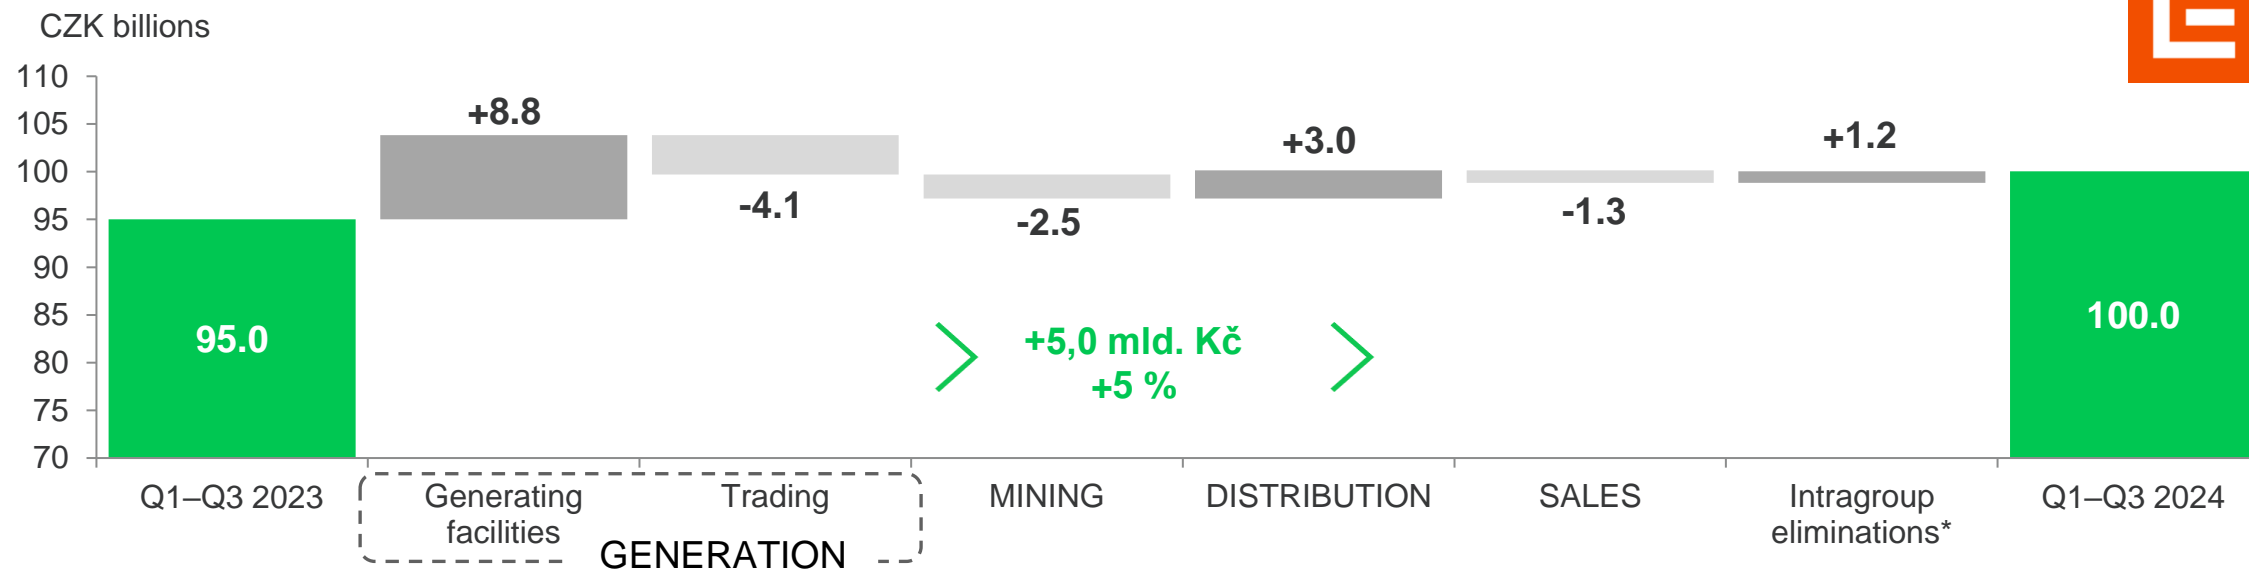 CZK billions
110
105
100
95
90
85
80
75
70
+8.8
-4.1
-2.5
+3.0
-1.3
+1.2
95.0
100.0
+5,0 mld. Kč
+5 %
Q1–Q3 2023
Generating
facilities
Trading
GENERATION
MINING
DISTRIBUTION
SALES
Intragroup
eliminations*
Q1–Q3 2024